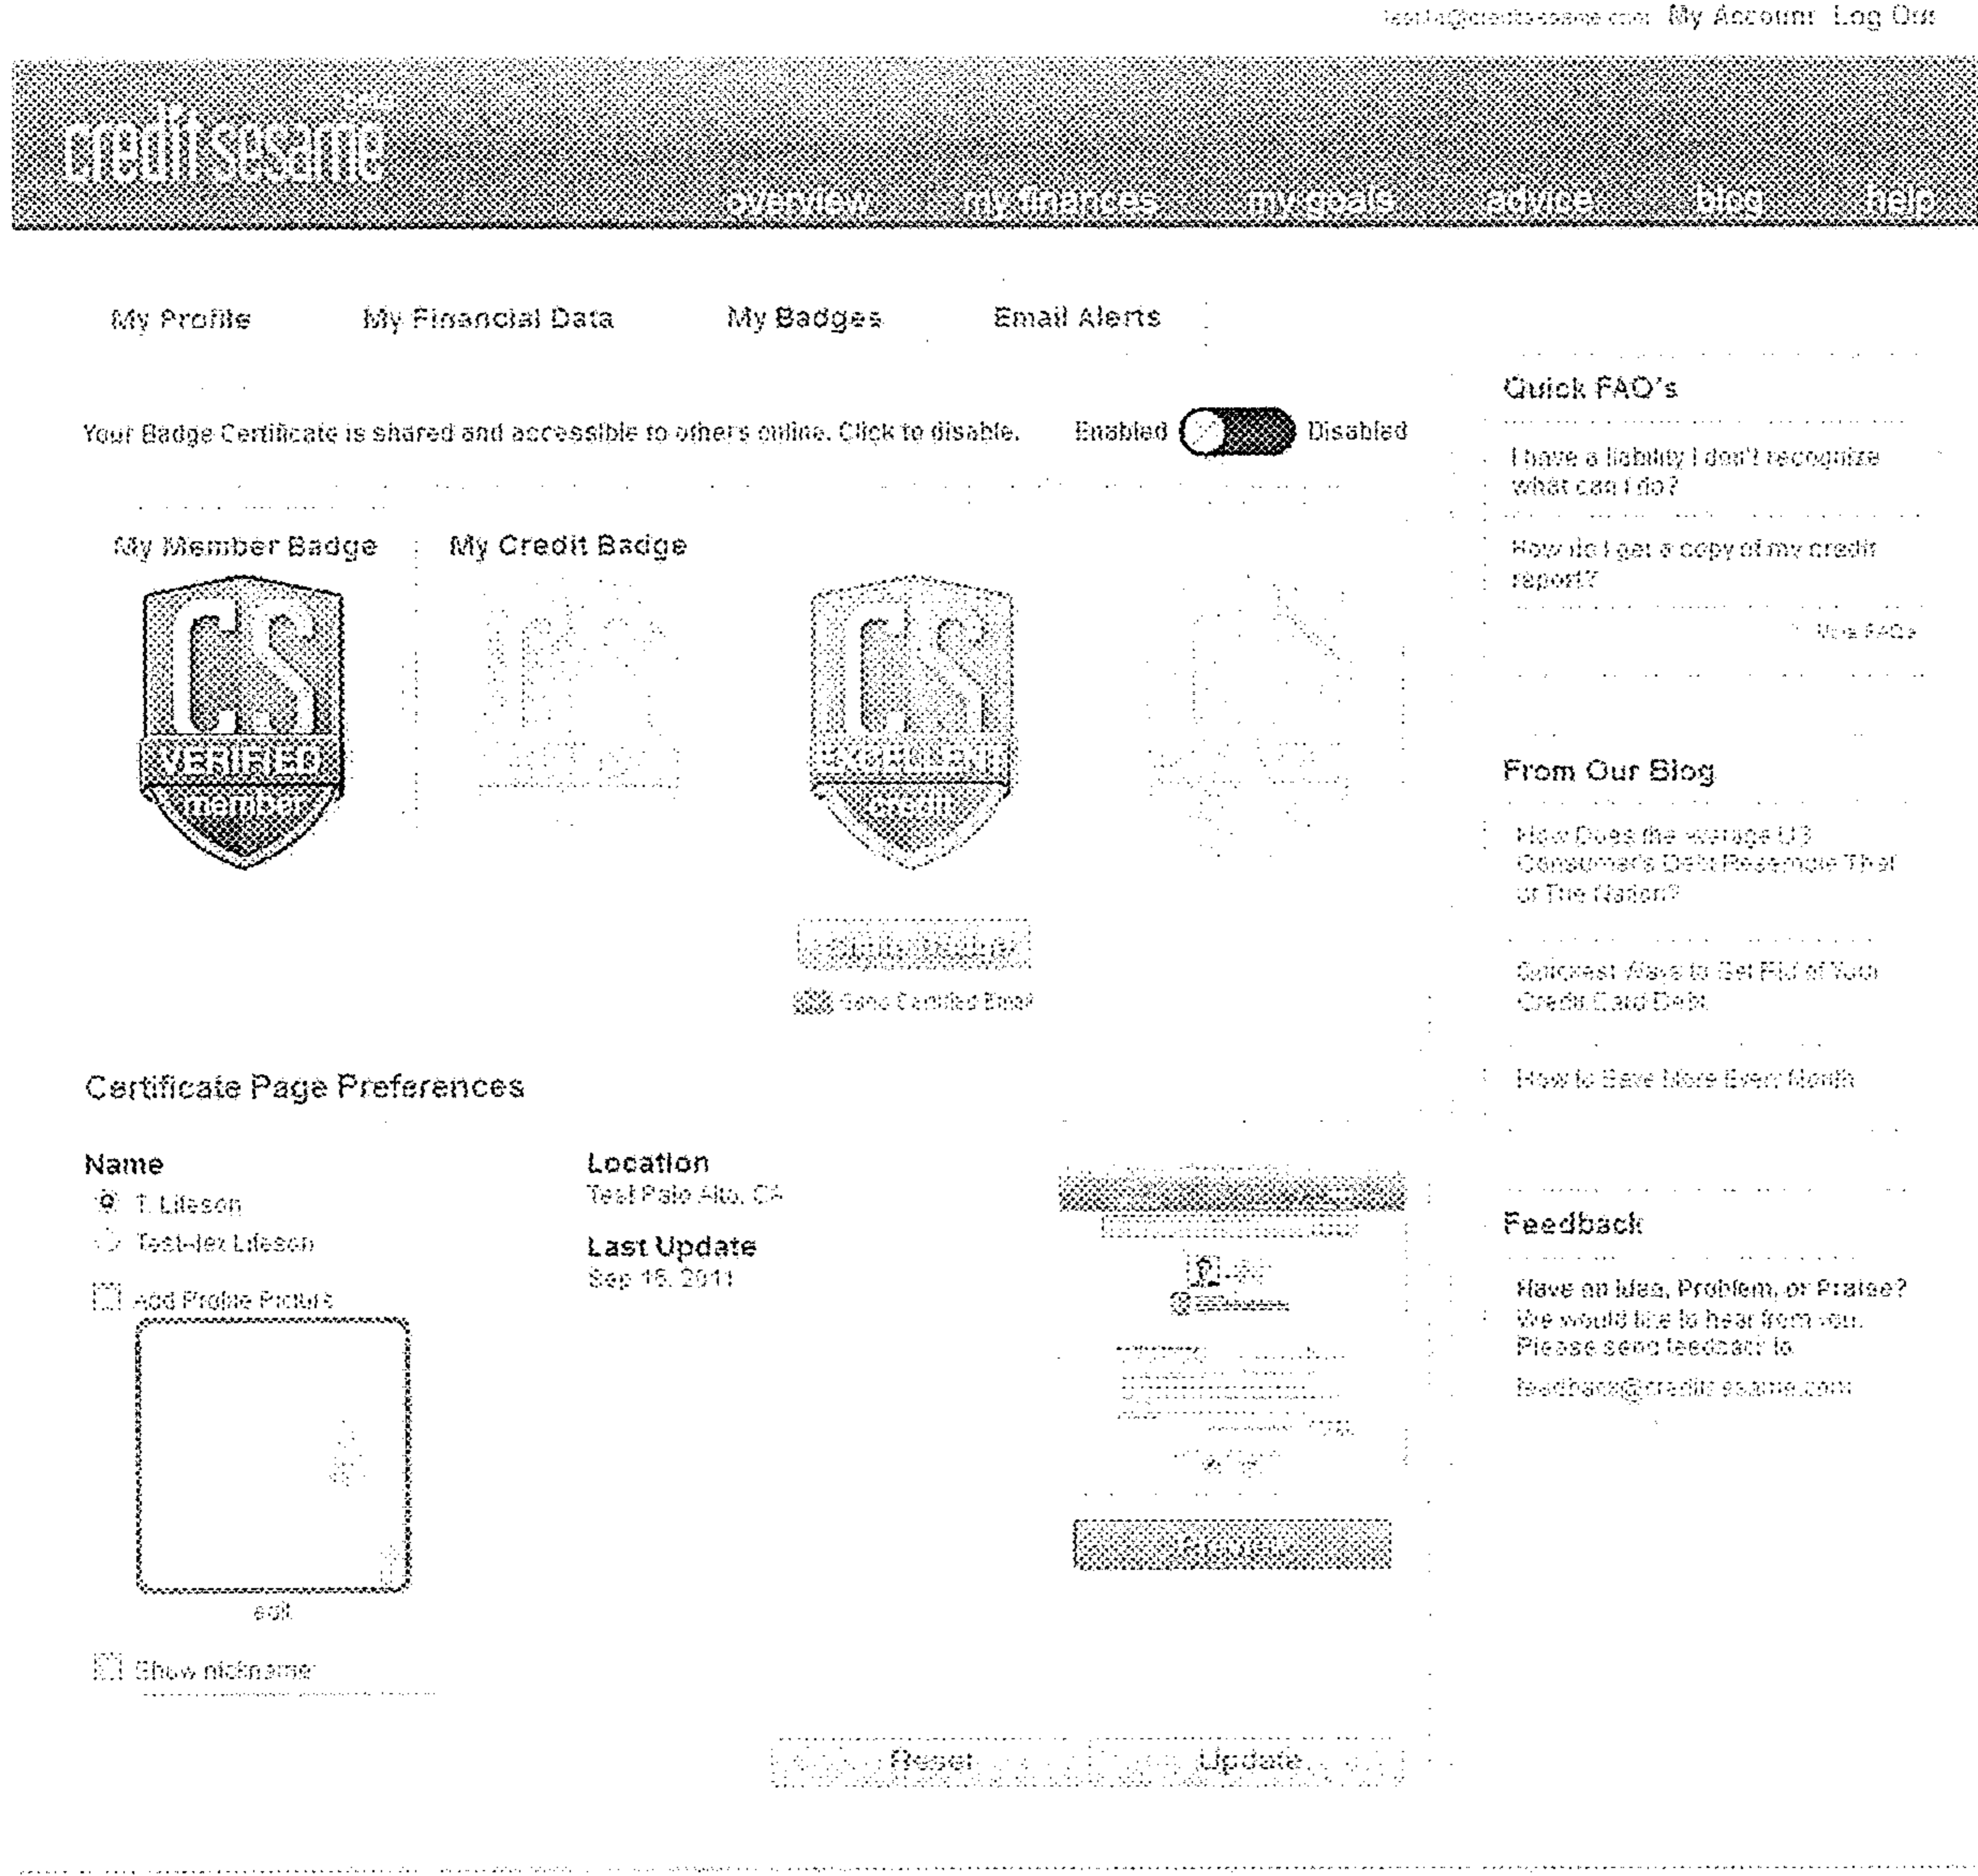 My Account Log Out
credit sesame
overview my finances my goals advice blog help
My Profile My Financial Data My Badges Email Alerts
Your Badge Certificate is shared and accessible to others online. Click to disable. Enabled Disabled
My Member Badge My Credit Badge
CS
VERIFIED
member
CS
EXCELLENT
credit
Send Certified Email
Certificate Page Preferences
Name
T. Lifeson
Lifeson
Add Profile Picture
edit
Show nickname:
Location
Test Palo Alto, CA
Last Update
Sep 15, 2011
Preview
Reset Update
Quick FAQ's
I have a liability I don't recognize
what can I do?
How do I get a copy of my credit
report?
More FAQs
From Our Blog
How Does the Average US
Consumer's Debt Resemble That
of The Nation?
Quickest Ways to Get Rid of Your
Credit Card Debt
How to Save More Every Month
Feedback
Have an Idea, Problem, or Praise?
We would like to hear from you.
Please send feedback to
feedback@creditsesame.com